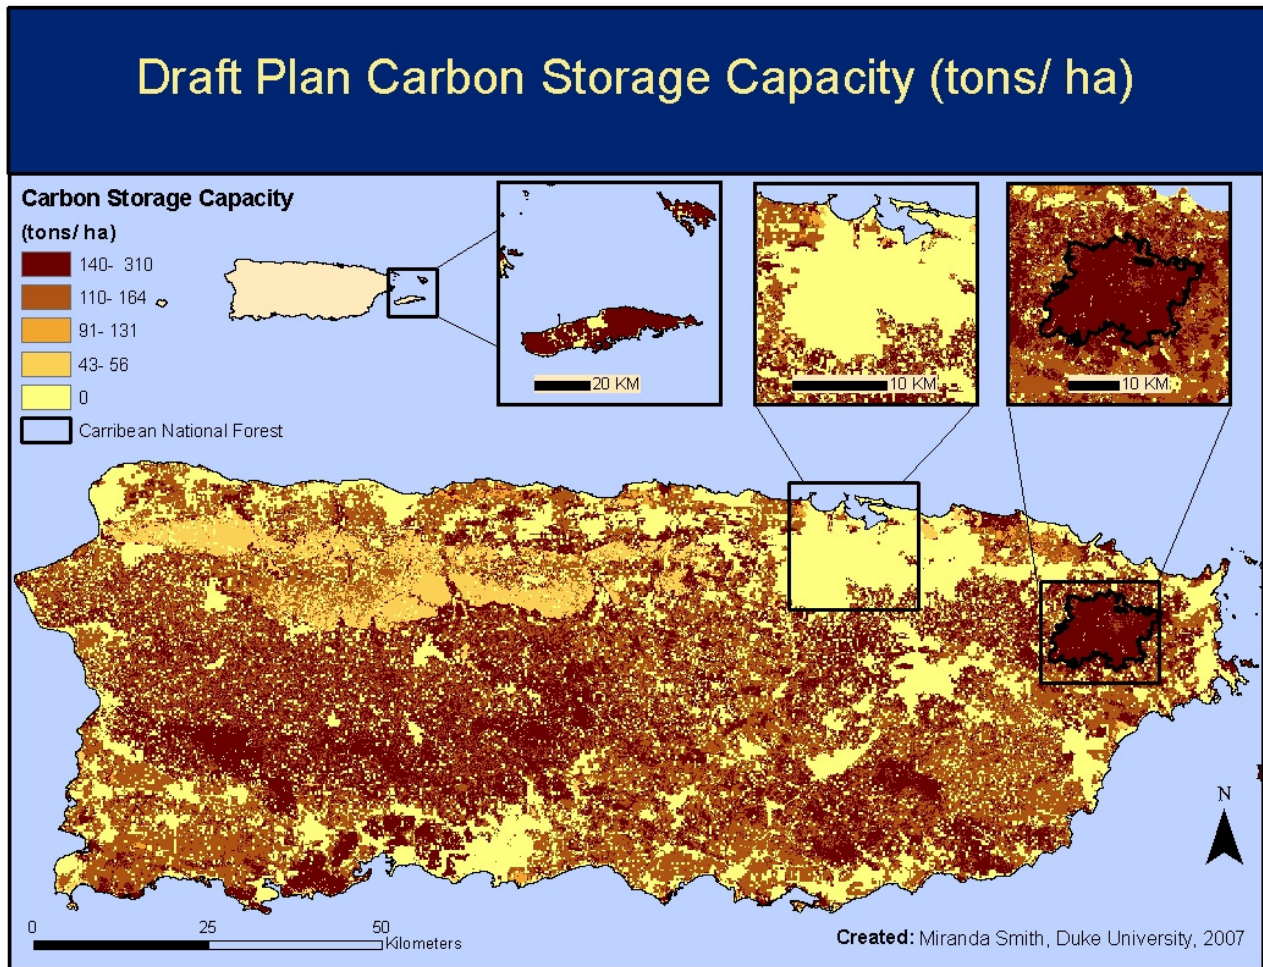 Draft Plan Carbon Storage Capacity (tons/ ha)
Carbon Storage Capacity
(tons/ ha)
140- 310
110- 164
91- 131
43- 56
0
Carribean National Forest
20 KM
10 KM
10 KM
N
0 25 50
Kilometers
Created: Miranda Smith, Duke University, 2007